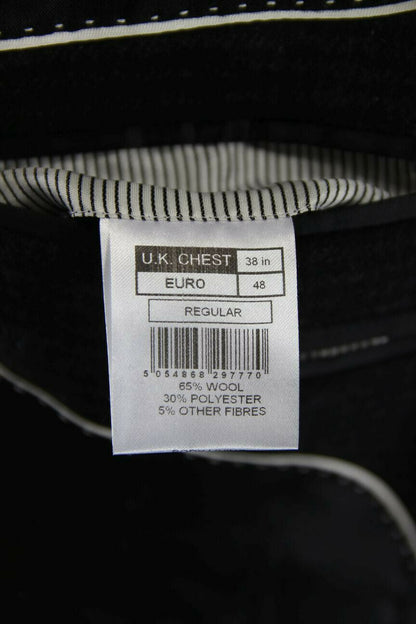 U.K. CHEST 38 in
EURO 48
REGULAR
5 054868 297770
65% WOOL
30% POLYESTER
5% OTHER FIBRES